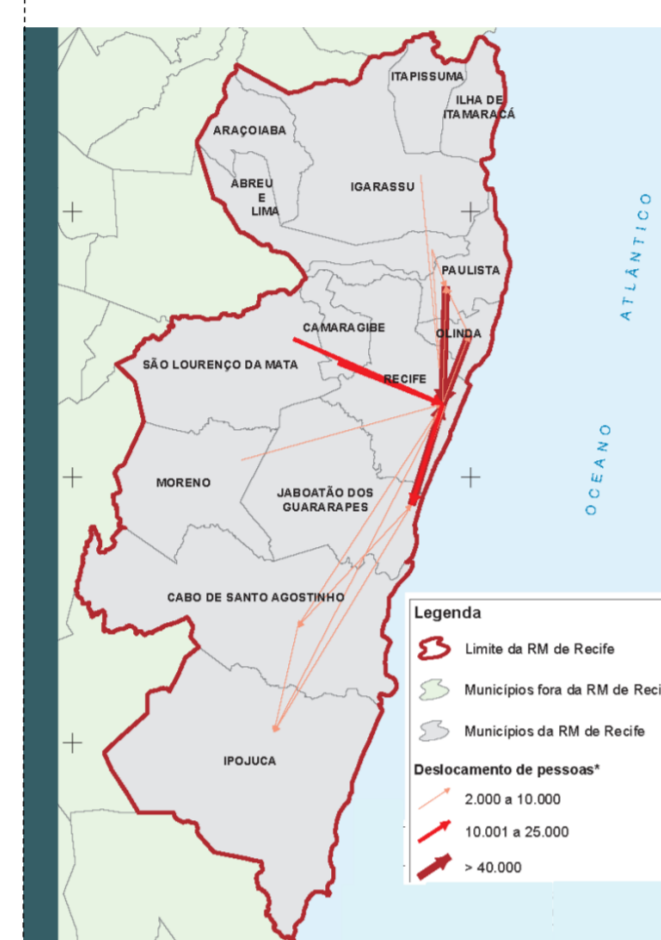 ITAPISSUMA
ILHA DE
ITAMARACÁ
ARAÇOIABA
ABREU
E
LIMA
IGARASSU
ATLÂNTICO
PAULISTA
CAMARAGIBE
OLINDA
SÃO LOURENÇO DA MATA
RECIFE
OCEANO
MORENO
JABOATÃO DOS
GUARARAPES
CABO DE SANTO AGOSTINHO
IPOJUCA
Legenda
Limite da RM de Recife
Municípios fora da RM de Reci
Municípios da RM de Recife
Deslocamento de pessoas*
2.000 a 10.000
10.001 a 25.000
> 40.000